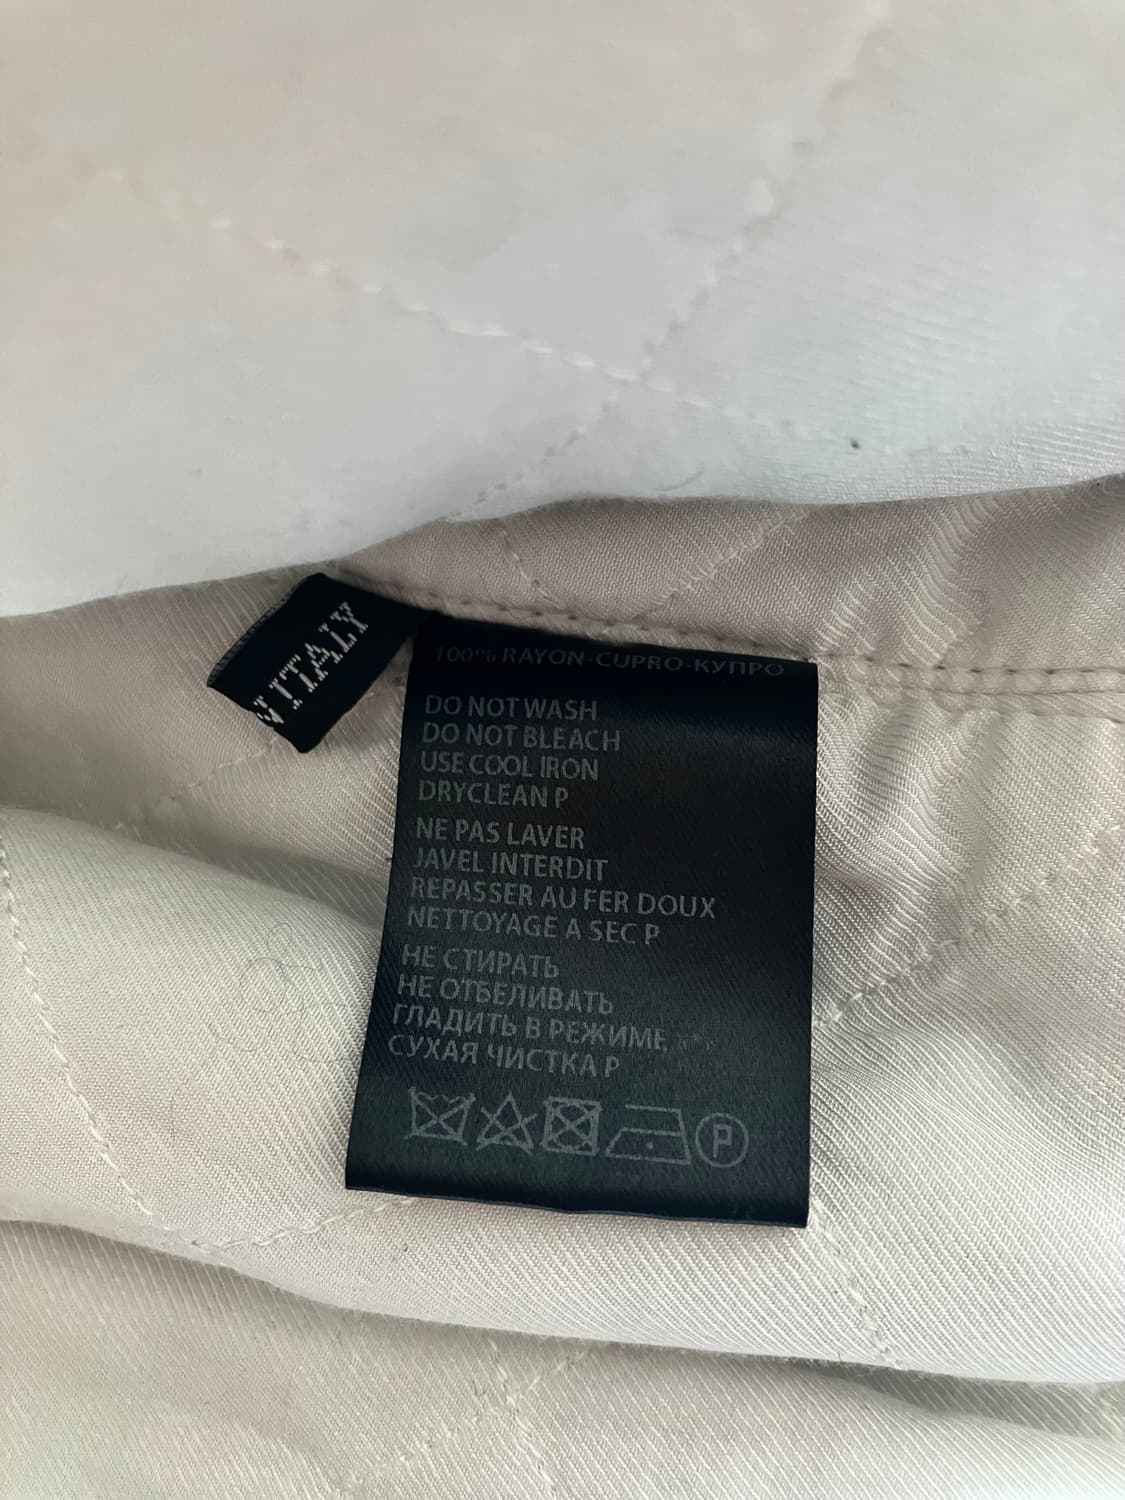 ITALY
100% RAYON-CUPRO-КУПРО
DO NOT WASH
DO NOT BLEACH
USE COOL IRON
DRYCLEAN P
NE PAS LAVER
JAVEL INTERDIT
REPASSER AU FER DOUX
NETTOYAGE A SEC P
НЕ СТИРАТЬ
НЕ ОТБЕЛИВАТЬ
ГЛАДИТЬ В РЕЖИМЕ
СУХАЯ ЧИСТКА P
P